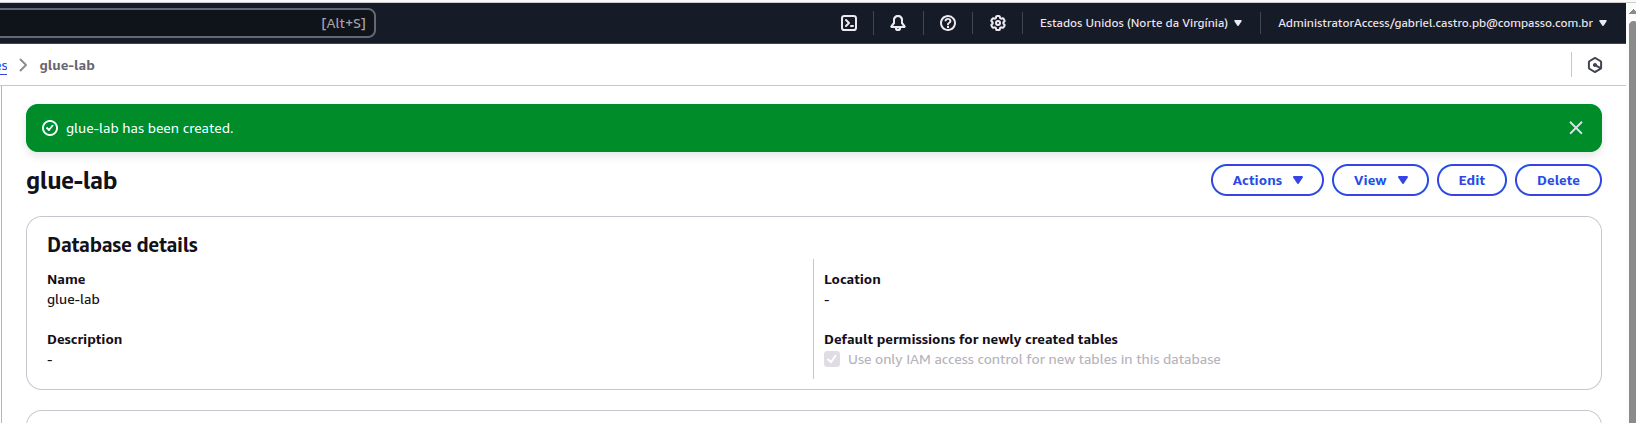 [Alt+S]
Estados Unidos (Norte da Virgínia)
AdministratorAccess/gabriel.castro.pb@compasso.com.br
es > glue-lab
glue-lab has been created.
glue-lab
Actions
View
Edit
Delete
Database details
Name
glue-lab
Location
-
Description
-
Default permissions for newly created tables
Use only IAM access control for new tables in this database